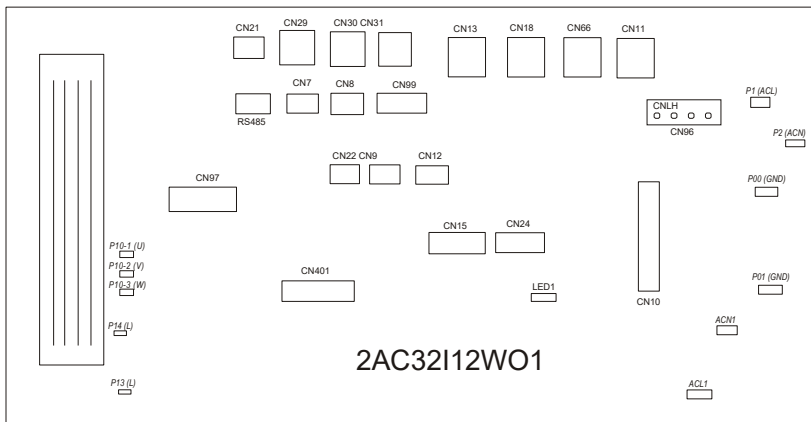 CN21
CN29
CN30 CN31
CN13
CN18
CN66
CN11
RS485
CN7
CN8
CN99
CNLH
CN96
P1 (ACL)
P2 (ACN)
CN97
CN22 CN9
CN12
P00 (GND)
P10-1 (U)
P10-2 (V)
P10-3 (W)
CN15
CN24
CN401
LED1
CN10
P01 (GND)
P14 (L)
ACN1
2AC32I12WO1
P13 (L)
ACL1